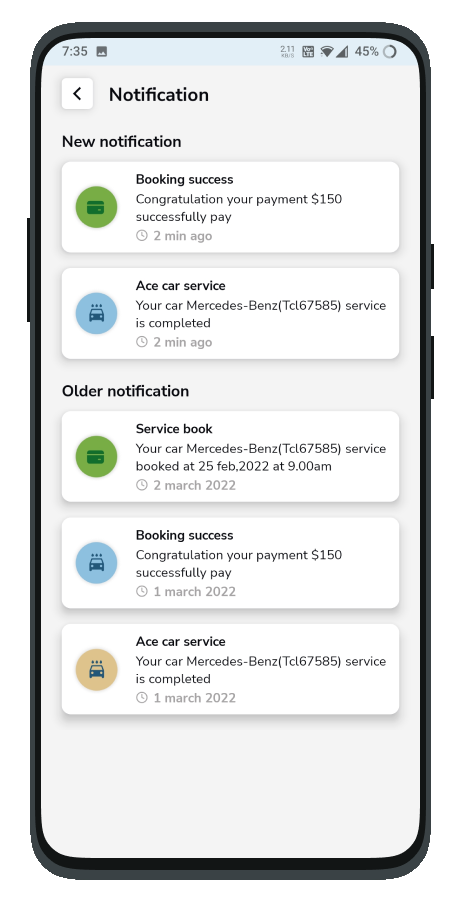 7:35 2.11 KB/S Vo LTE 45%
Notification
New notification
Booking success
Congratulation your payment $150
successfully pay
2 min ago
Ace car service
Your car Mercedes-Benz(Tcl67585) service
is completed
2 min ago
Older notification
Service book
Your car Mercedes-Benz(Tcl67585) service
booked at 25 feb,2022 at 9.00am
2 march 2022
Booking success
Congratulation your payment $150
successfully pay
1 march 2022
Ace car service
Your car Mercedes-Benz(Tcl67585) service
is completed
1 march 2022